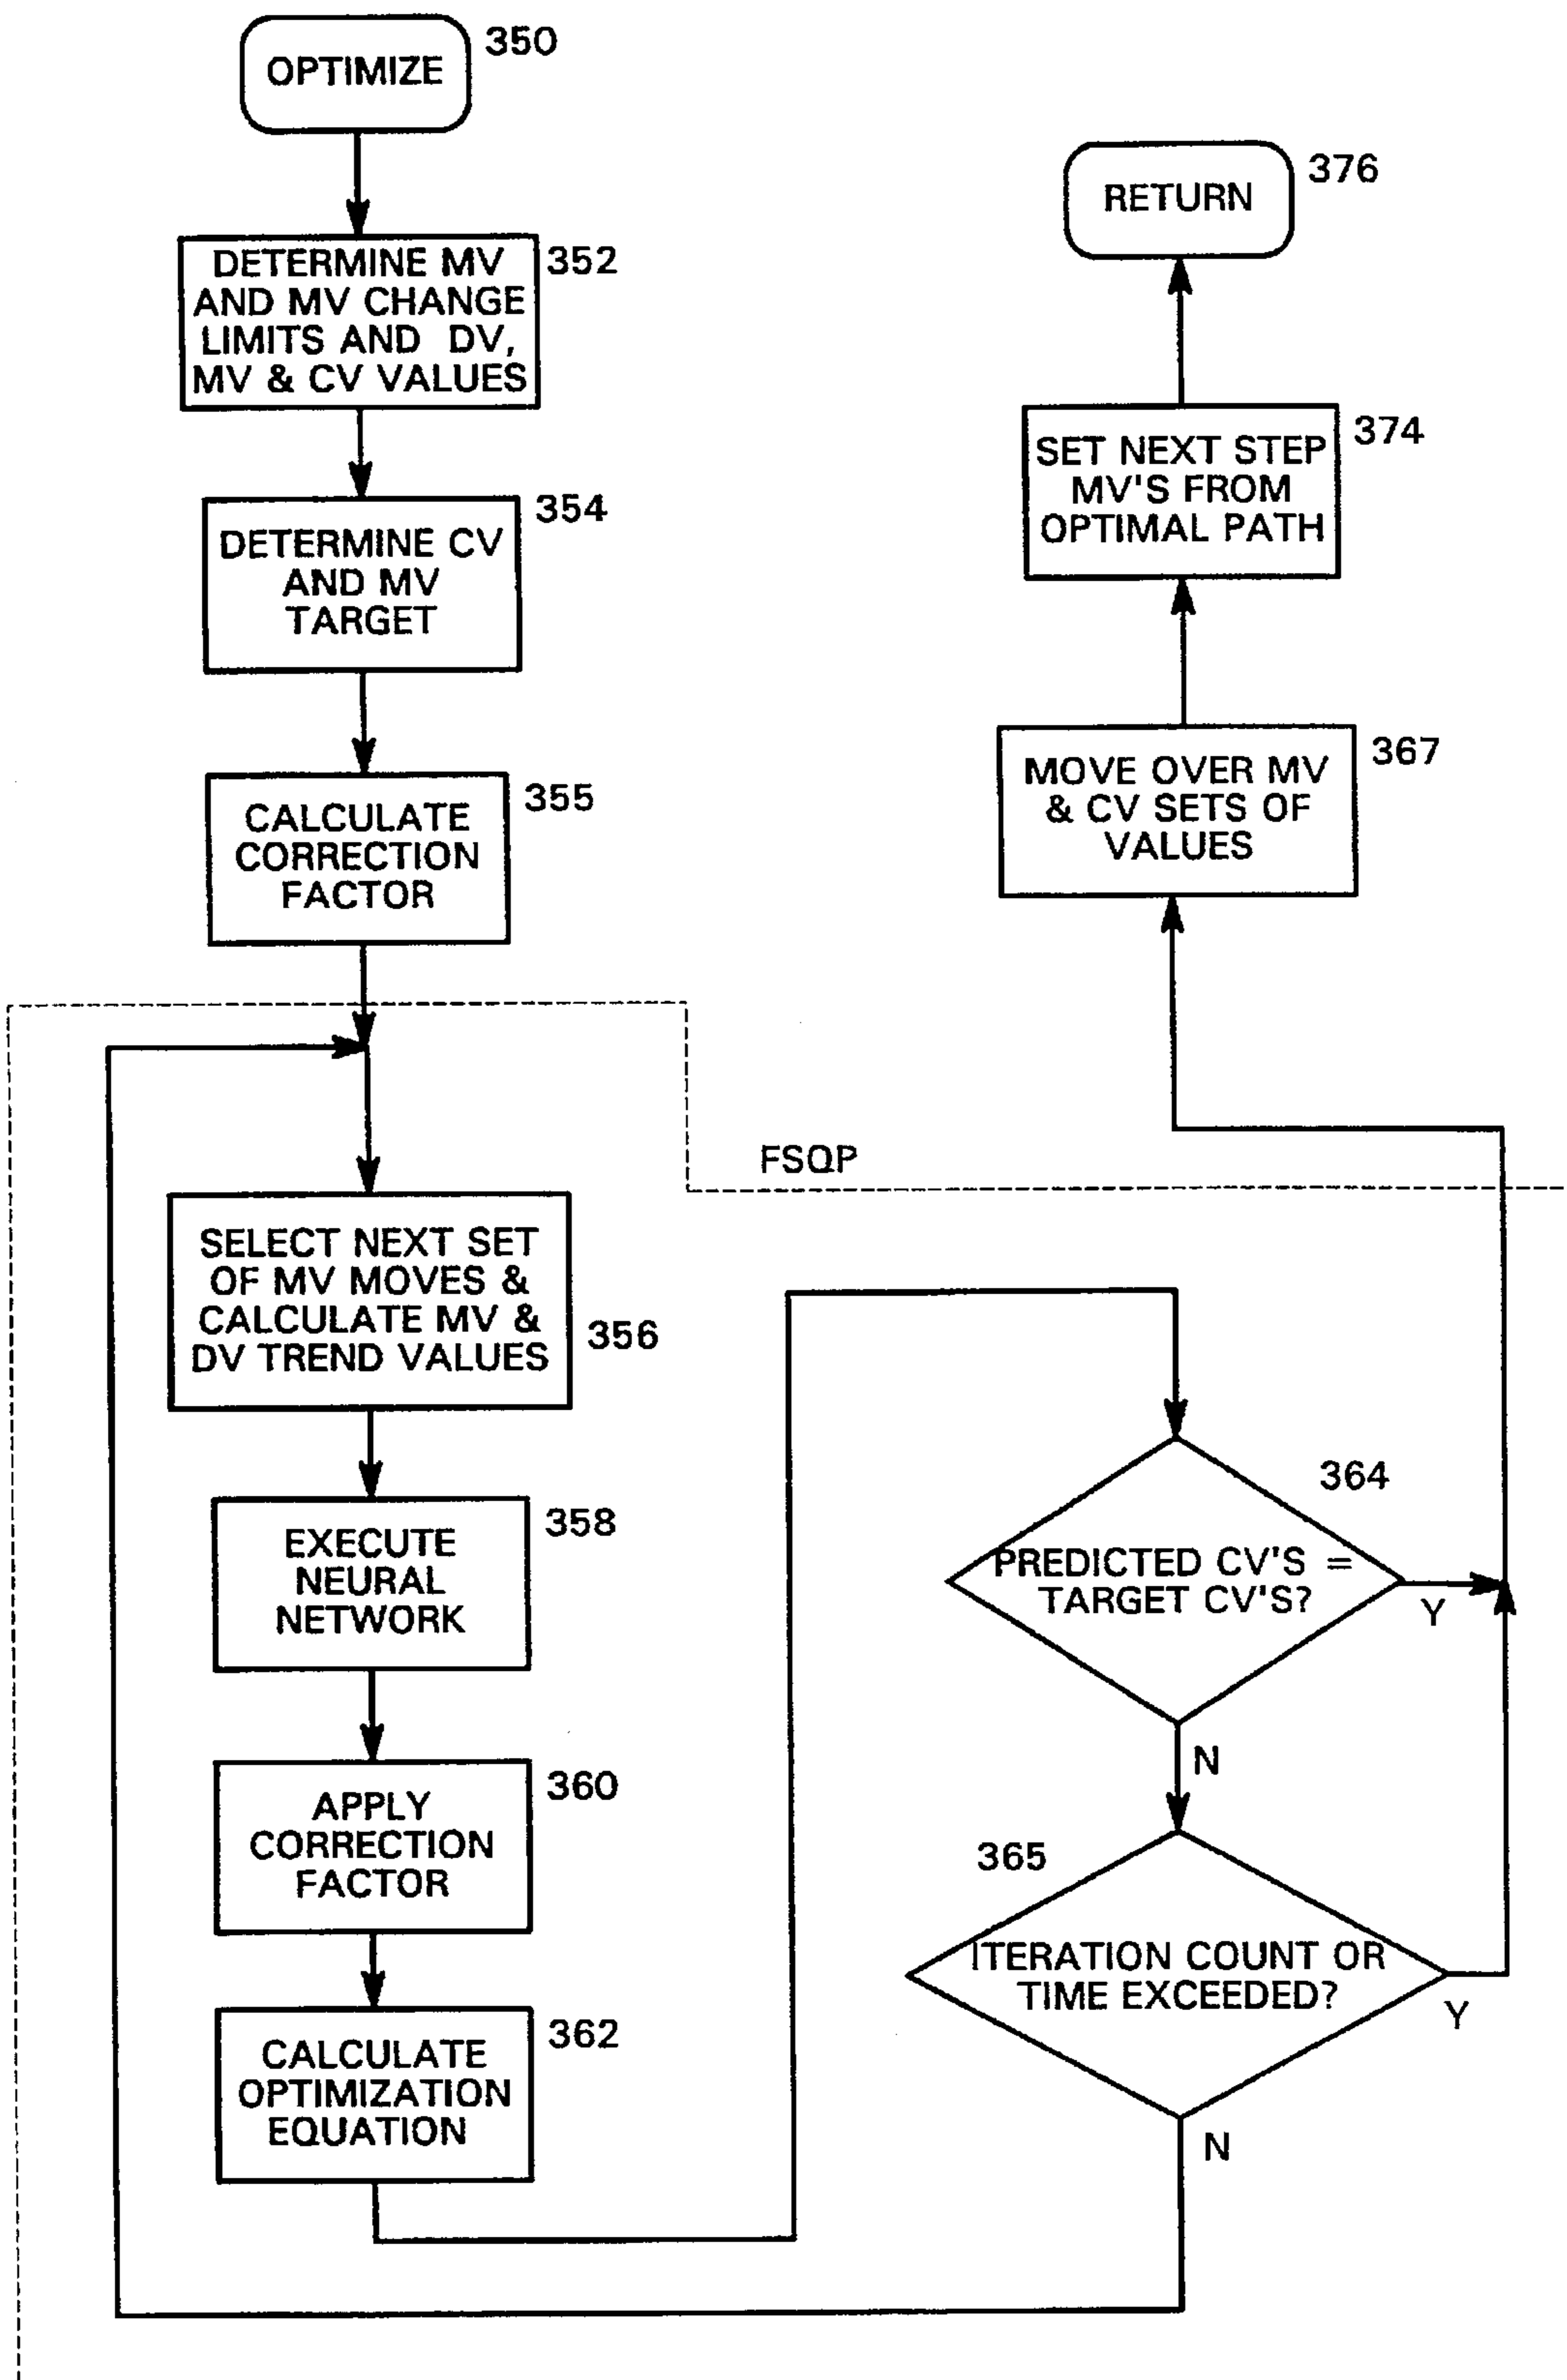 OPTIMIZE
350
DETERMINE MV
AND MV CHANGE
LIMITS AND DV,
MV & CV VALUES
352
DETERMINE CV
AND MV
TARGET
354
CALCULATE
CORRECTION
FACTOR
355
FSQP
SELECT NEXT SET
OF MV MOVES &
CALCULATE MV &
DV TREND VALUES
356
EXECUTE
NEURAL
NETWORK
358
APPLY
CORRECTION
FACTOR
360
CALCULATE
OPTIMIZATION
EQUATION
362
364
PREDICTED CV'S =
TARGET CV'S?
Y
N
365
ITERATION COUNT OR
TIME EXCEEDED?
Y
N
MOVE OVER MV
& CV SETS OF
VALUES
367
SET NEXT STEP
MV'S FROM
OPTIMAL PATH
374
RETURN
376